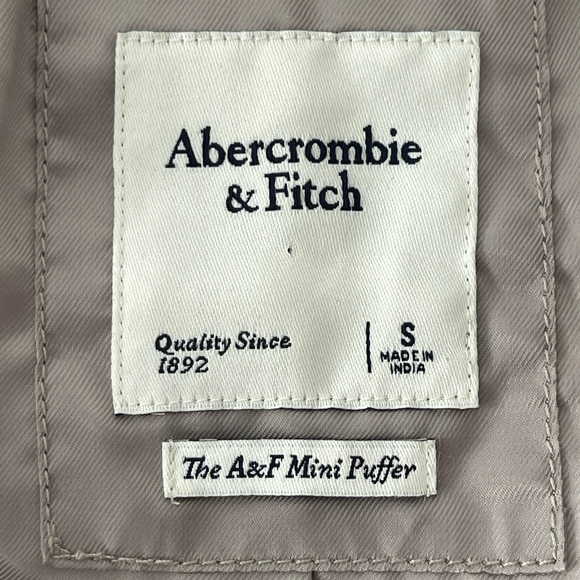 Abercrombie
& Fitch
Quality Since
1892
S
MADE IN
INDIA
The A&F Mini Puffer